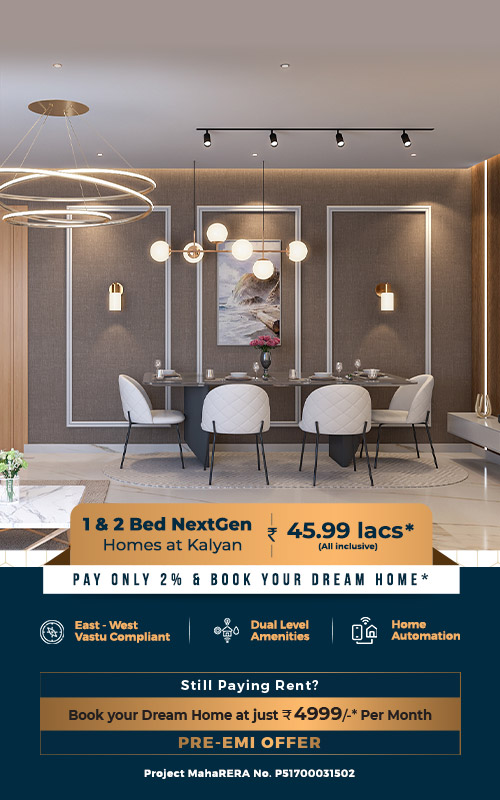 1 & 2 Bed NextGen
Homes at Kalyan
₹ 45.99 lacs*
(All inclusive)
PAY ONLY 2% & BOOK YOUR DREAM HOME*
East - West
Vastu Compliant
Dual Level
Amenities
Home
Automation
Still Paying Rent?
Book your Dream Home at just ₹ 4999/-* Per Month
PRE-EMI OFFER
Project MahaRERA No. P51700031502